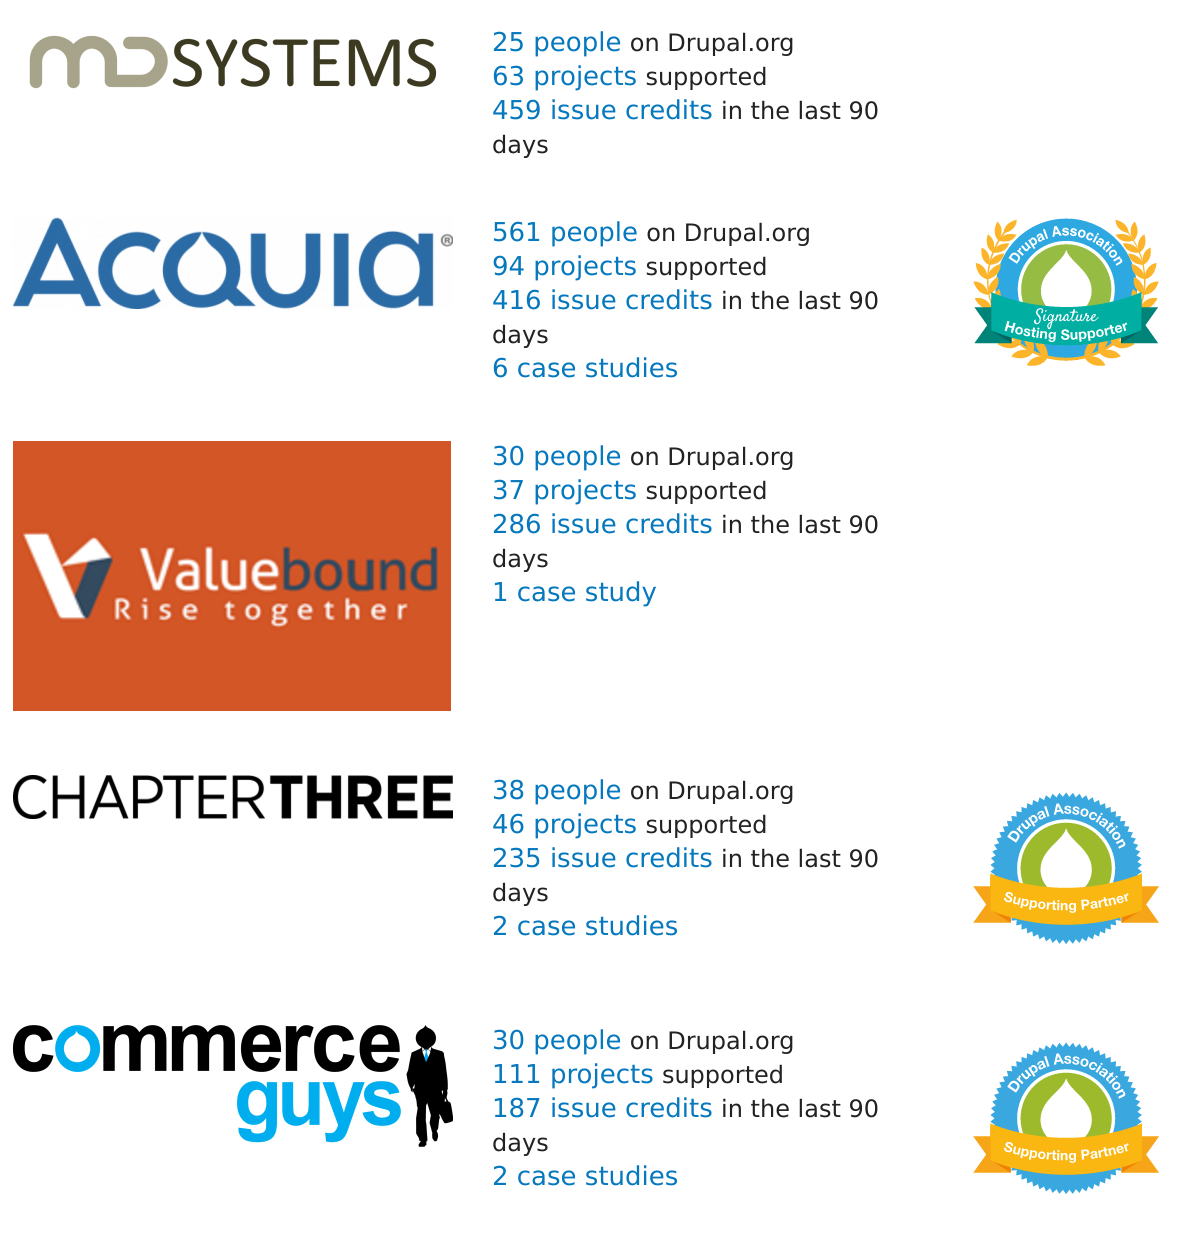 MD SYSTEMS
25 people on Drupal.org
63 projects supported
459 issue credits in the last 90
days
ACQUIA®
561 people on Drupal.org
94 projects supported
416 issue credits in the last 90
days
6 case studies
Drupal Association
Signature
Hosting Supporter
Valuebound
Rise together
30 people on Drupal.org
37 projects supported
286 issue credits in the last 90
days
1 case study
CHAPTERTHREE
38 people on Drupal.org
46 projects supported
235 issue credits in the last 90
days
2 case studies
Drupal Association
Supporting Partner
commerce
guys
30 people on Drupal.org
111 projects supported
187 issue credits in the last 90
days
2 case studies
Drupal Association
Supporting Partner